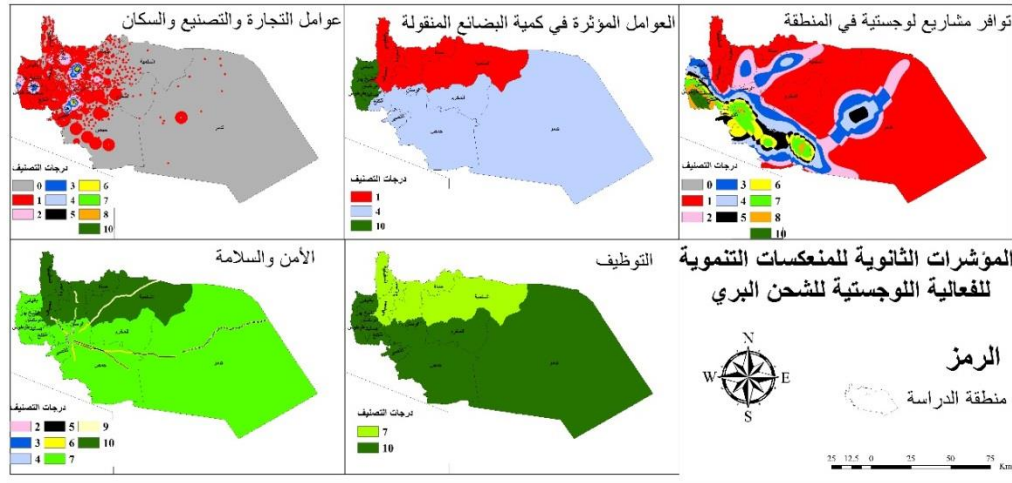 توافر مشاريع لوجستية في المنطقة
درجات التصنيف
0 3 6
1 4 7
2 5 8
10
العوامل المؤثرة في كمية البضائع المنقولة
درجات التصنيف
1
4
10
عوامل التجارة والتصنيع والسكان
درجات التصنيف
0 3 6
1 4 7
2 5 8
10
المؤشرات الثانوية للمنعكسات التنموية
للفعالية اللوجستية للشحن البري
N
W E
S
الرمز
منطقة الدراسة
25 12.5 0 25 50 75
Km
التوظيف
درجات التصنيف
7
10
الأمن والسلامة
درجات التصنيف
2 5 9
3 6 10
4 7